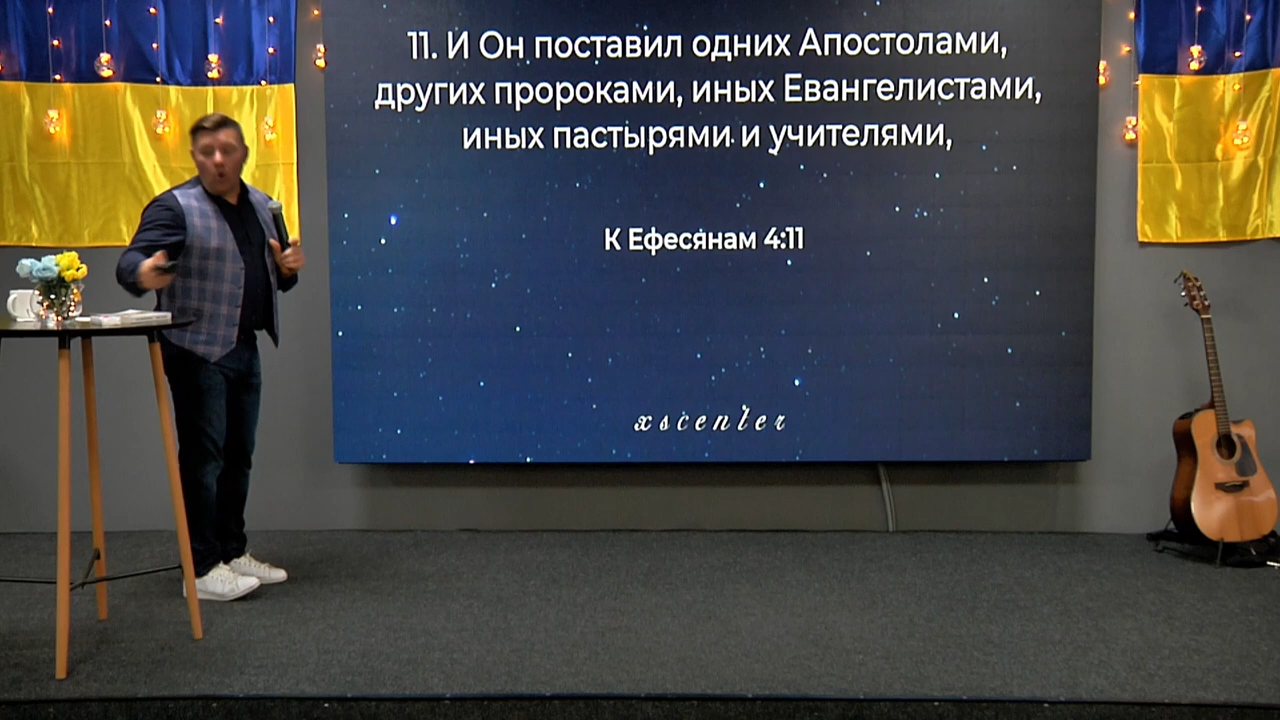 11. И Он поставил одних Апостолами,
других пророками, иных Евангелистами,
иных пастырями и учителями,
К Ефесянам 4:11
xscenter